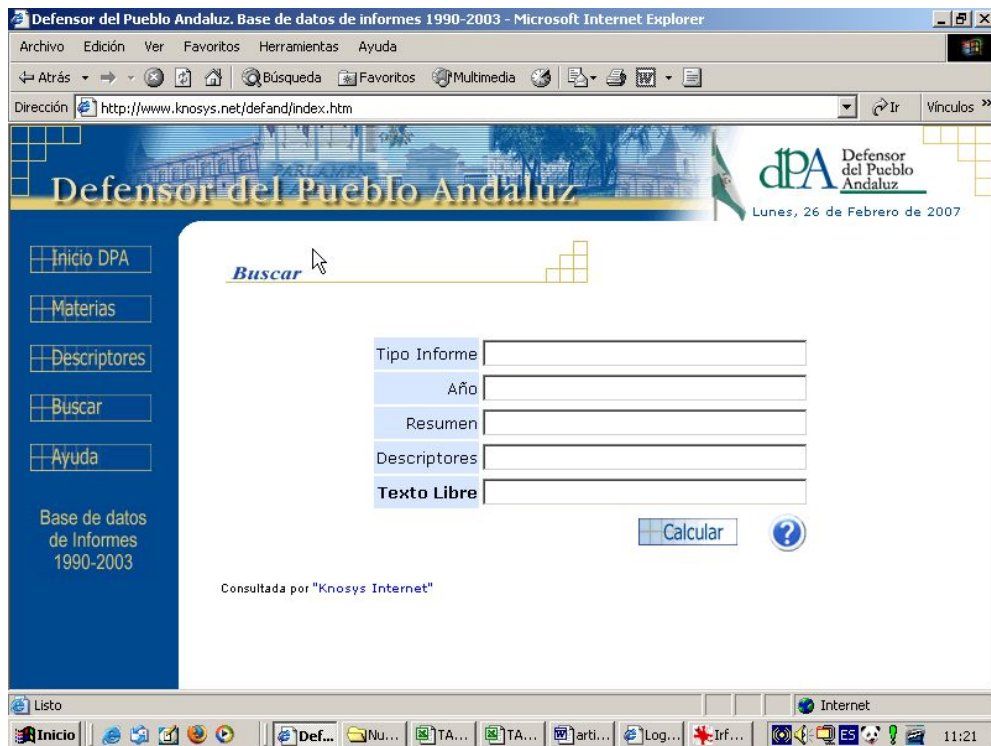 Defensor del Pueblo Andaluz. Base de datos de informes 1990-2003 - Microsoft Internet Explorer
Archivo Edición Ver Favoritos Herramientas Ayuda
Atrás Búsqueda Favoritos Multimedia
Dirección http://www.knosys.net/defand/index.htm Ir Vínculos »
Defensor del Pueblo Andaluz
dPA Defensor
del Pueblo
Andaluz
Lunes, 26 de Febrero de 2007
Inicio DPA
Materias
Descriptores
Buscar
Ayuda
Base de datos
de Informes
1990-2003
Buscar
Tipo Informe
Año
Resumen
Descriptores
Texto Libre
Calcular ?
Consultada por "Knosys Internet"
Listo Internet
Inicio Def... Nu... TA... TA... arti... Log... Irf... ES 11:21